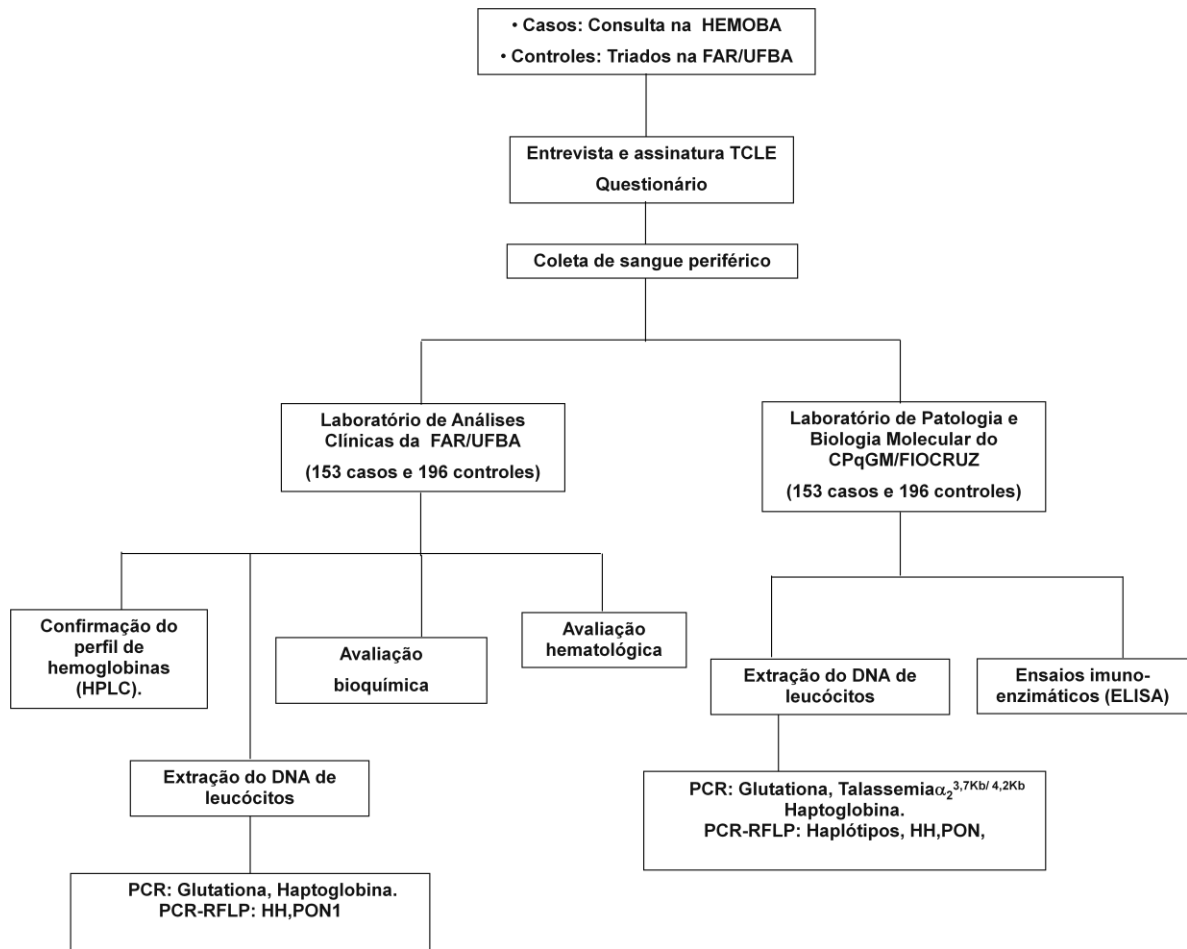 • Casos: Consulta na HEMOBA
• Controles: Triados na FAR/UFBA
Entrevista e assinatura TCLE
Questionário
Coleta de sangue periférico
Laboratório de Análises
Clínicas da FAR/UFBA
(153 casos e 196 controles)
Laboratório de Patologia e
Biologia Molecular do
CPqGM/FIOCRUZ
(153 casos e 196 controles)
Confirmação do
perfil de
hemoglobinas
(HPLC).
Avaliação
bioquímica
Avaliação
hematológica
Extração do DNA de
leucócitos
Ensaios imuno-
enzimáticos (ELISA)
Extração do DNA de
leucócitos
PCR: Glutationa, Talassemiaα₂³,⁷ᴷᵇ/ ⁴,²ᴷᵇ
Haptoglobina.
PCR-RFLP: Haplótipos, HH,PON,
PCR: Glutationa, Haptoglobina.
PCR-RFLP: HH,PON1